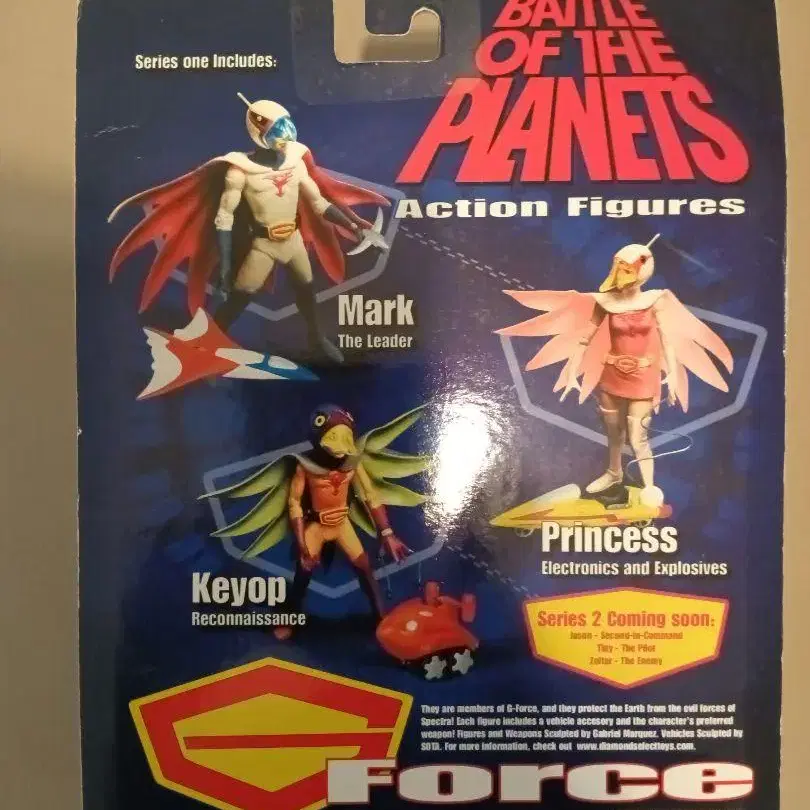 Series one Includes:
BATTLE
OF THE
PLANETS
Action Figures
Mark
The Leader
Princess
Electronics and Explosives
Keyop
Reconnaissance
Series 2 Coming soon:
Jason - Second-in-Command
Tiny - The Pilot
Zoltar - The Enemy
They are members of G-Force, and they protect the Earth from the evil forces of
Spectra! Each figure includes a vehicle accesory and the character's preferred
weapon! Figures and Weapons Sculpted by Gabriel Marquez. Vehicles Sculpted by
SOTA. For more information, check out www.diamondselecttoys.com.
G
Force